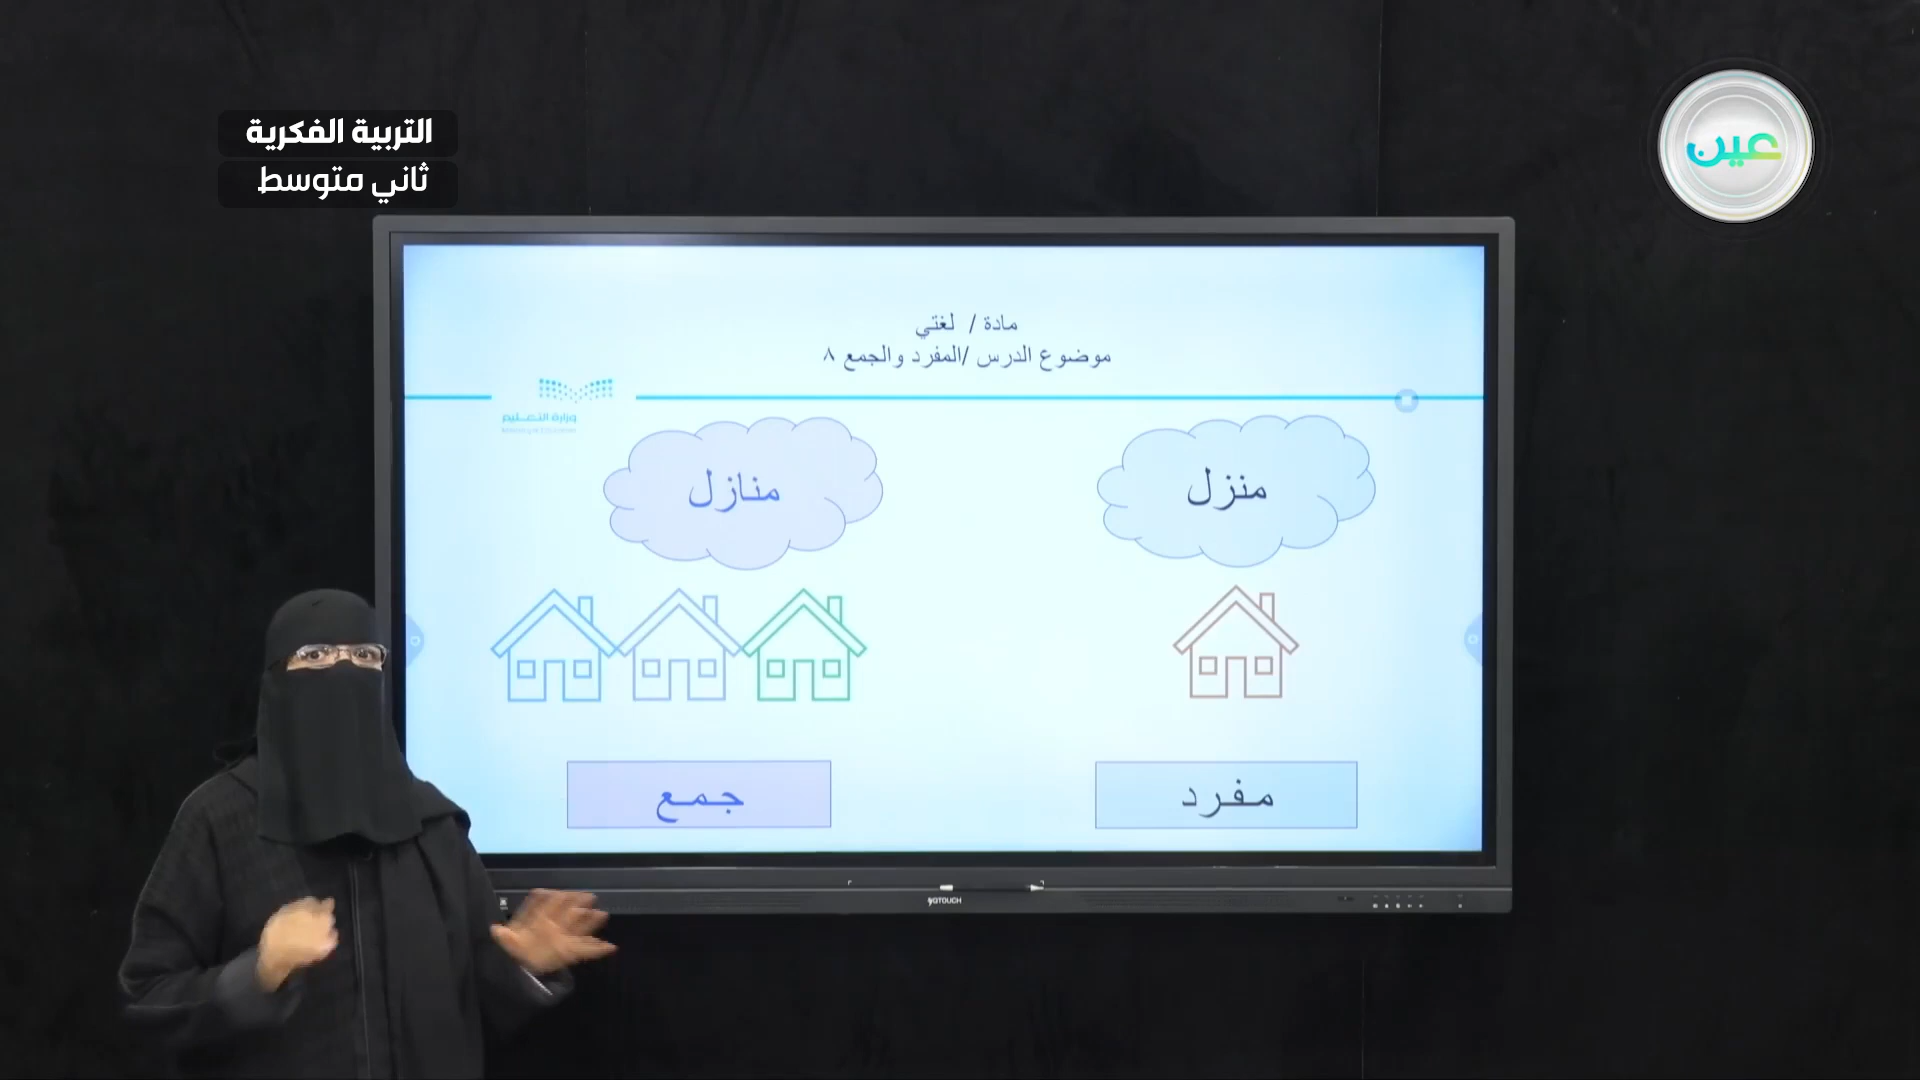 التربية الفكرية
ثاني متوسط
عين
مادة / لغتي
موضوع الدرس /المفرد والجمع ٨
وزارة التعليم
منزل
منازل
مفرد
جمع